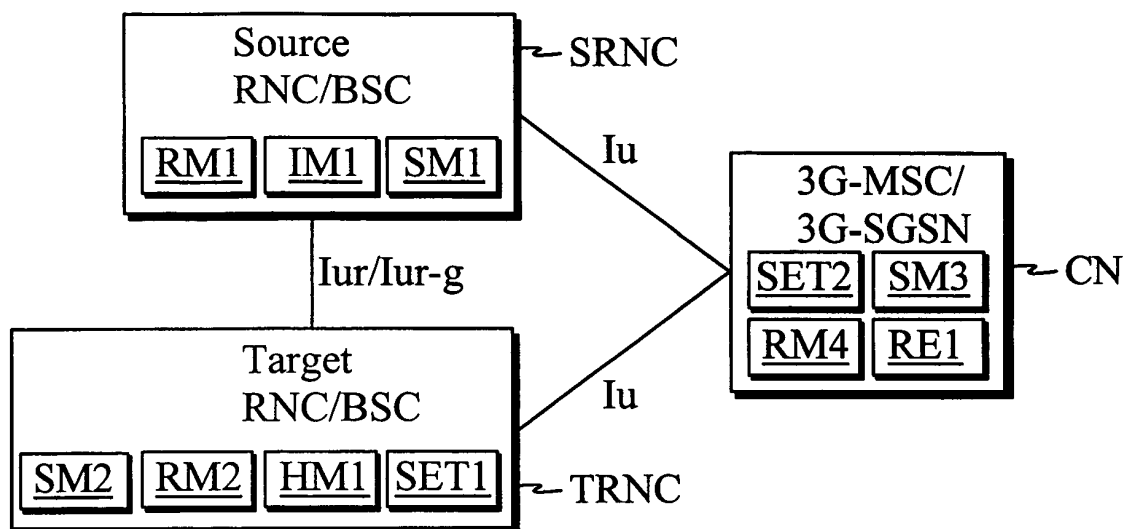 Source
RNC/BSC
SRNC
RM1 IM1 SM1
Iu
3G-MSC/
3G-SGSN
SET2 SM3
CN
RM4 RE1
Iur/Iur-g
Target
RNC/BSC
Iu
SM2 RM2 HM1 SET1
TRNC